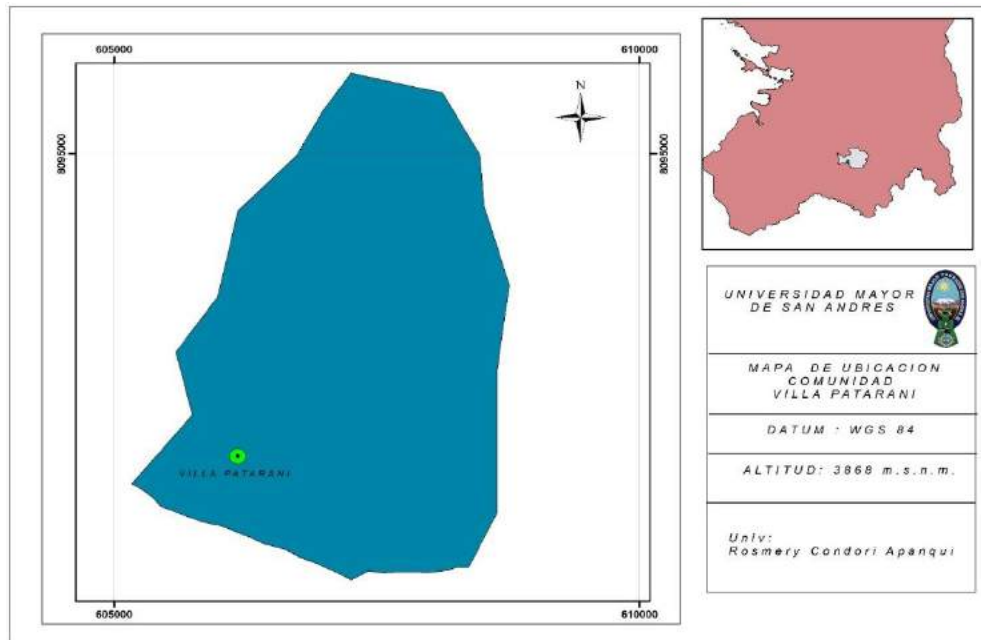 605000
610000
8095000
8095000
N
VILLA PATARANI
605000
610000
UNIVERSIDAD MAYOR
DE SAN ANDRES
MAPA DE UBICACION
COMUNIDAD
VILLA PATARANI
DATUM : WGS 84
ALTITUD: 3868 m.s.n.m.
Univ:
Rosmery Condori Apanqui